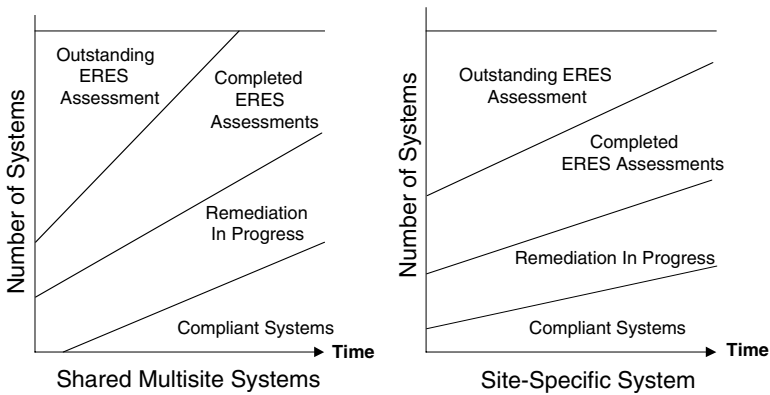 Number of Systems
Outstanding
ERES
Assessment
Completed
ERES
Assessments
Remediation
In Progress
Compliant Systems
Time
Shared Multisite Systems
Number of Systems
Outstanding ERES
Assessment
Completed
ERES Assessments
Remediation In Progress
Compliant Systems
Time
Site-Specific System